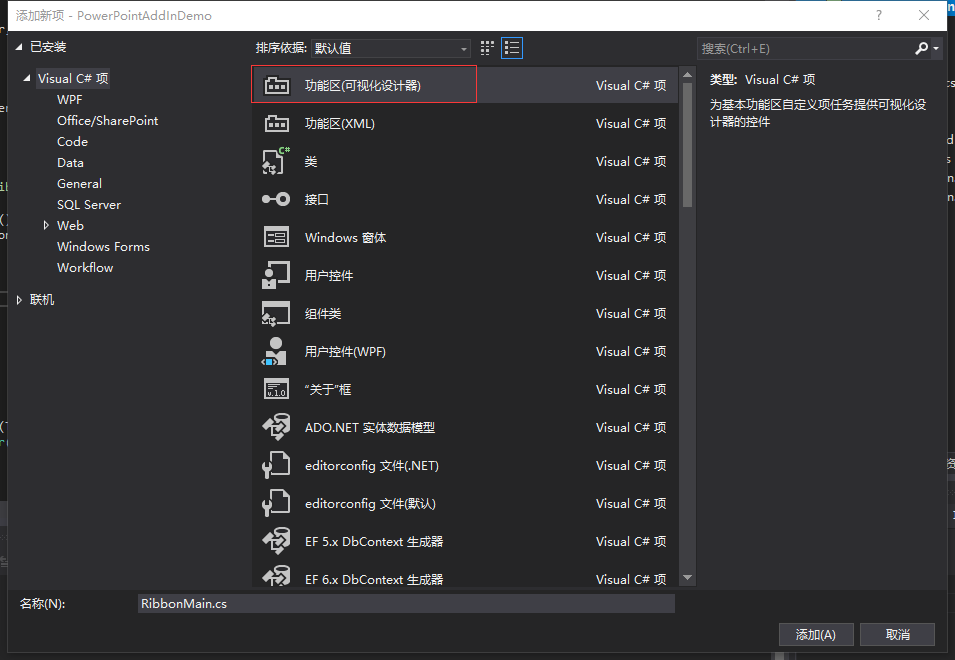 添加新项 - PowerPointAddInDemo
?
已安装
排序依据: 默认值
搜索(Ctrl+E)
Visual C# 项
WPF
Office/SharePoint
Code
Data
General
SQL Server
Web
Windows Forms
Workflow
联机
功能区(可视化设计器) Visual C# 项
功能区(XML) Visual C# 项
C#
类 Visual C# 项
接口 Visual C# 项
Windows 窗体 Visual C# 项
用户控件 Visual C# 项
组件类 Visual C# 项
用户控件(WPF) Visual C# 项
v.1.0
“关于”框 Visual C# 项
ADO.NET 实体数据模型 Visual C# 项
editorconfig 文件(.NET) Visual C# 项
editorconfig 文件(默认) Visual C# 项
EF 5.x DbContext 生成器 Visual C# 项
EF 6.x DbContext 生成器 Visual C# 项
类型: Visual C# 项
为基本功能区自定义项任务提供可视化设
计器的控件
名称(N): RibbonMain.cs
添加(A) 取消